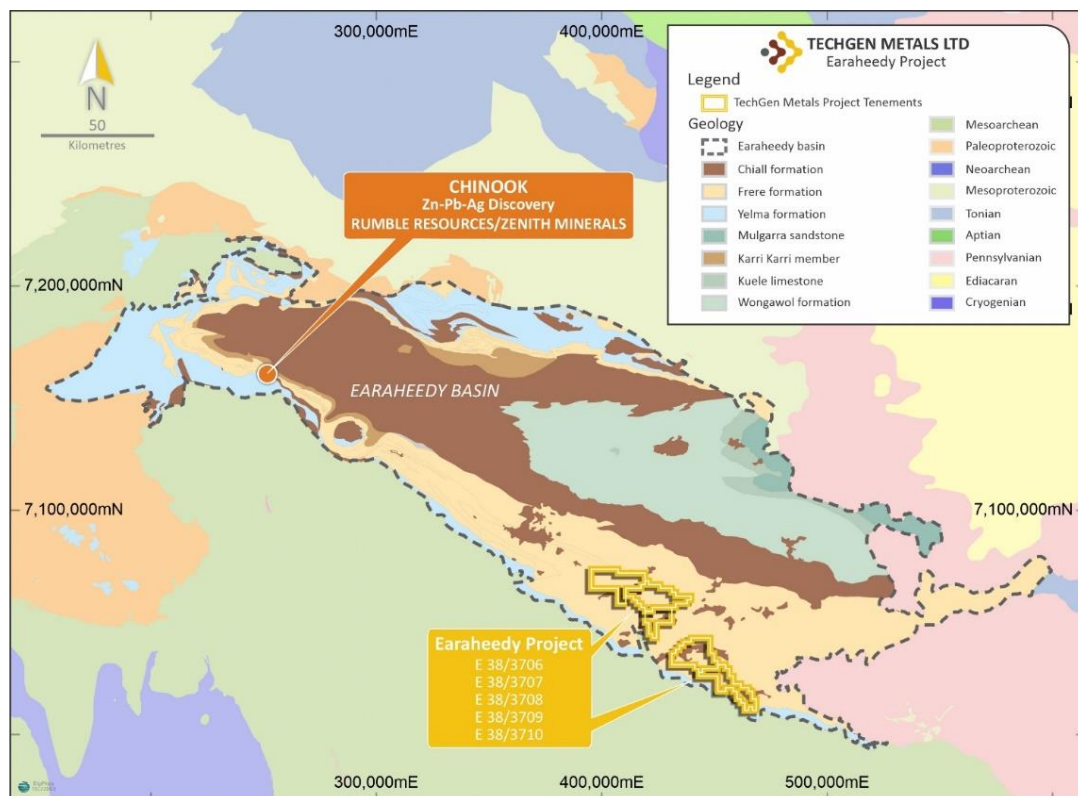 300,000mE
400,000mE
N
50
Kilometres
TECHGEN METALS LTD
Earaheedy Project
Legend
TechGen Metals Project Tenements
Geology
Earaheedy basin
Chiall formation
Frere formation
Yelma formation
Mulgarra sandstone
Karri Karri member
Kuele limestone
Wongawol formation
Mesoarchean
Paleoproterozoic
Neoarchean
Mesoproterozoic
Tonian
Aptian
Pennsylvanian
Ediacaran
Cryogenian
CHINOOK
Zn-Pb-Ag Discovery
RUMBLE RESOURCES/ZENITH MINERALS
7,200,000mN
EARAHEEDY BASIN
7,100,000mN
7,100,000mN
Earaheedy Project
E 38/3706
E 38/3707
E 38/3708
E 38/3709
E 38/3710
300,000mE
400,000mE
500,000mE